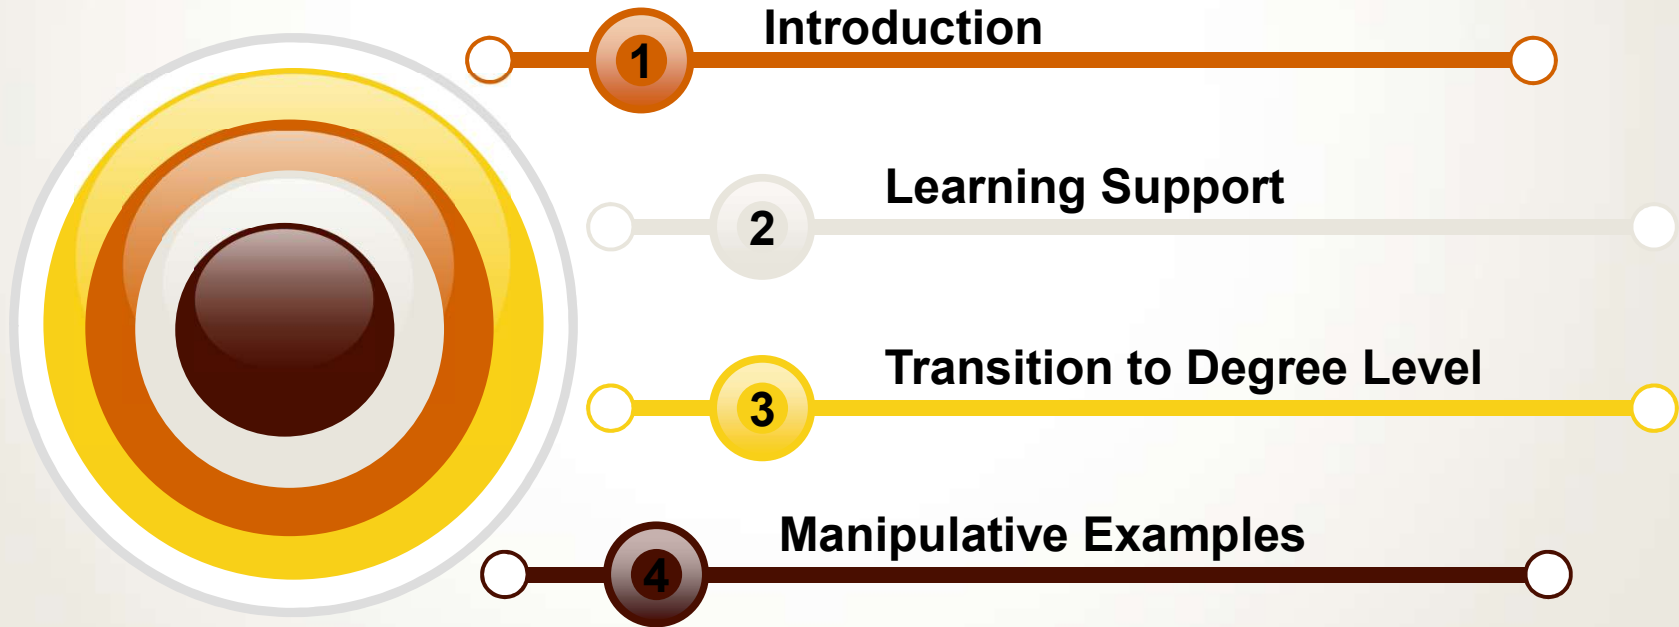 1 Introduction
2 Learning Support
3 Transition to Degree Level
4 Manipulative Examples